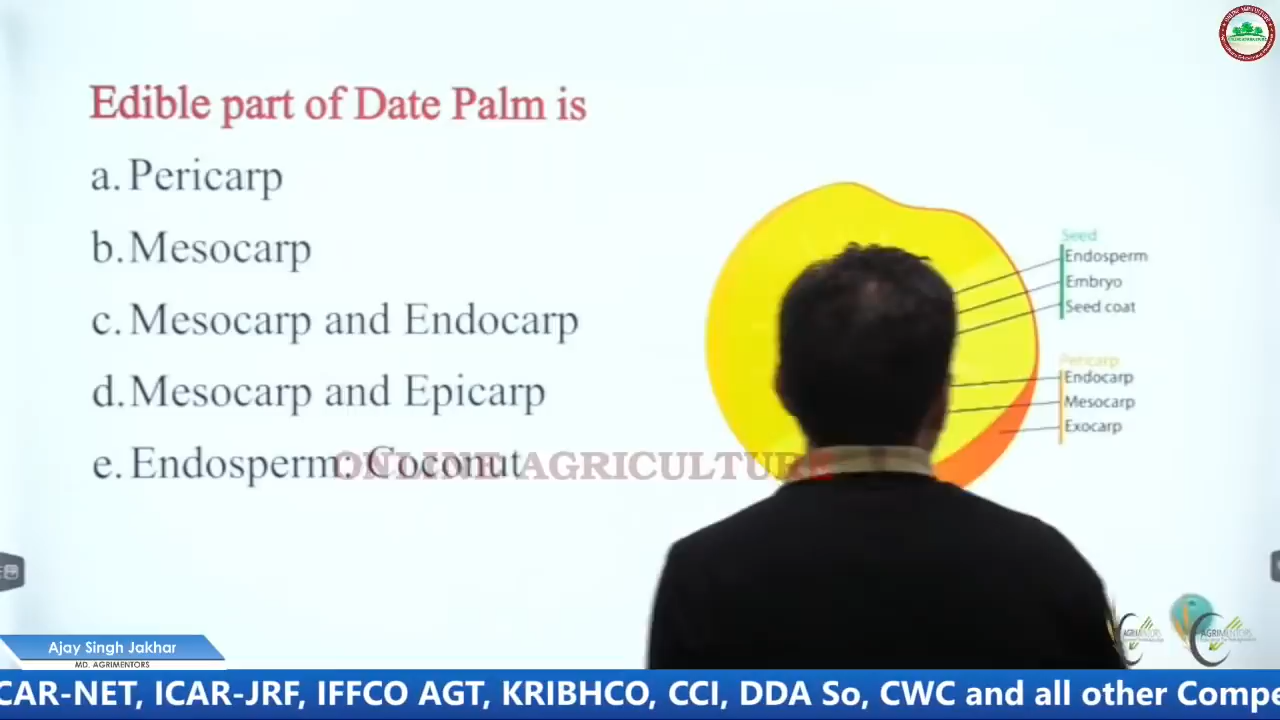 Edible part of Date Palm is
a. Pericarp
b. Mesocarp
c. Mesocarp and Endocarp
d. Mesocarp and Epicarp
e. Endosperm: Coconut
ONLINE AGRICULTURE
Seed
Endosperm
Embryo
Seed coat
Pericarp
Endocarp
Mesocarp
Exocarp
AGRIMENTORS
AGRIMENTORS
Ajay Singh Jakhar
MD. AGRIMENTORS
CAR-NET, ICAR-JRF, IFFCO AGT, KRIBHCO, CCI, DDA So, CWC and all other Compe